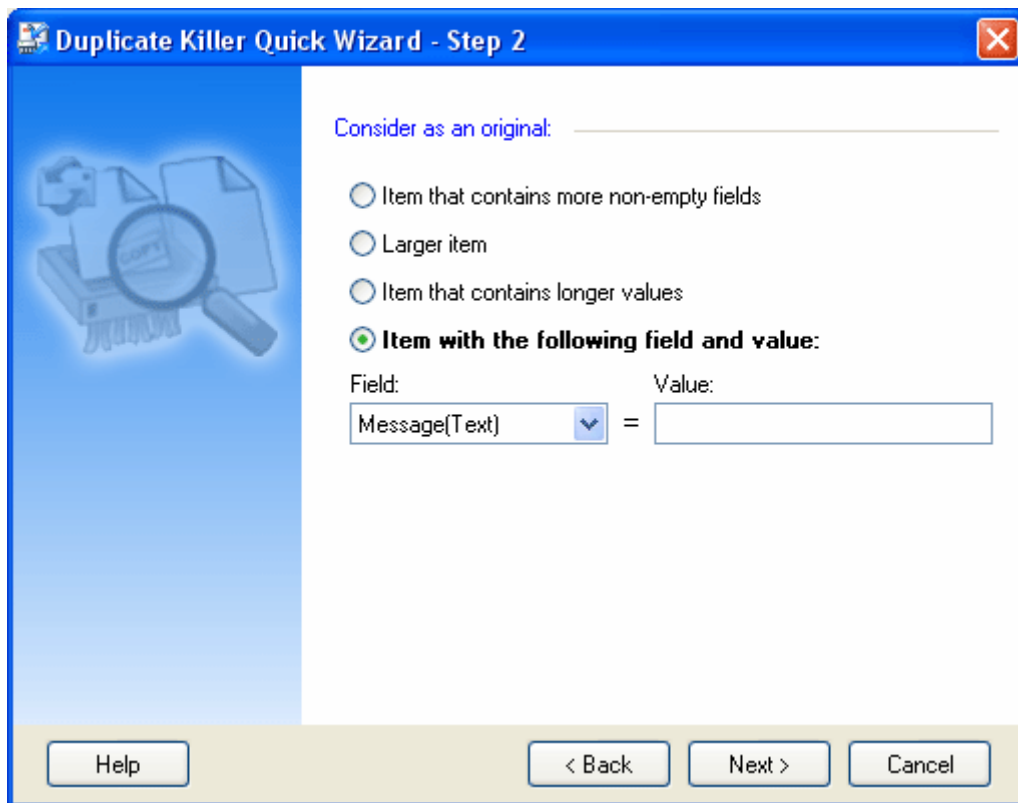 Duplicate Killer Quick Wizard - Step 2
Consider as an original:
Item that contains more non-empty fields
Larger item
Item that contains longer values
Item with the following field and value:
Field: Value:
Message(Text) =
COPY
Help < Back Next > Cancel